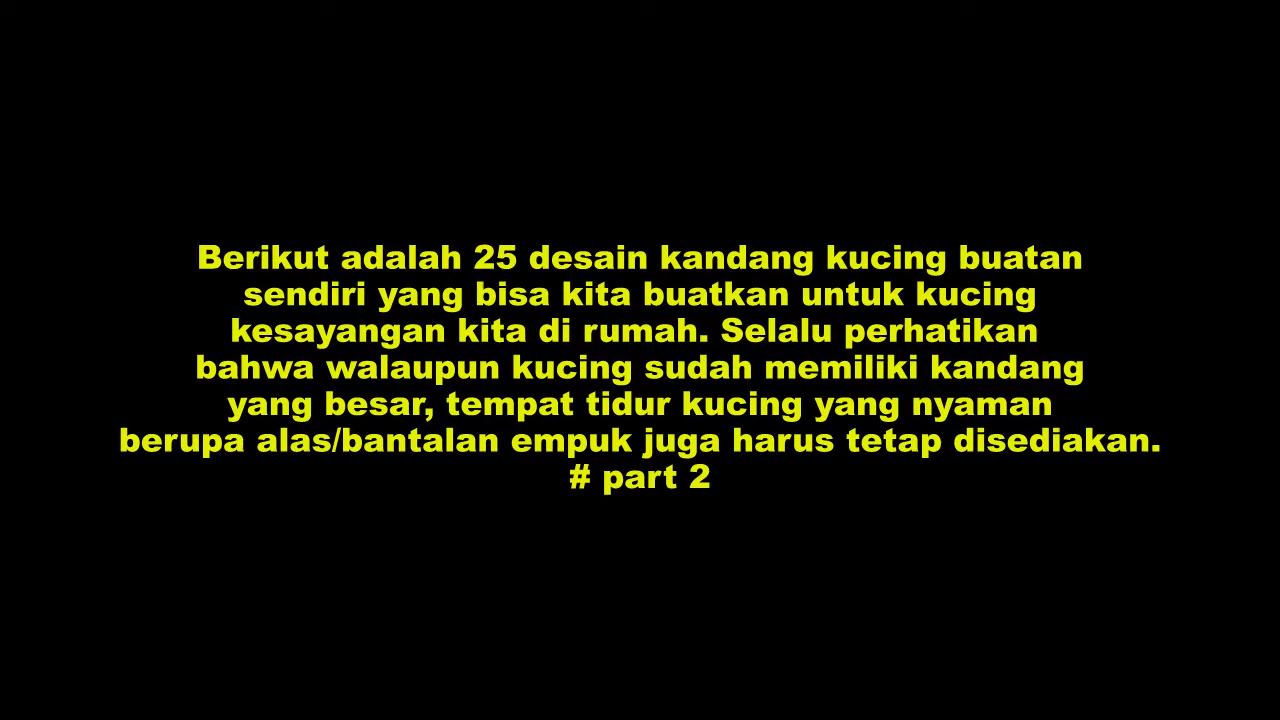 Berikut adalah 25 desain kandang kucing buatan
sendiri yang bisa kita buatkan untuk kucing
kesayangan kita di rumah. Selalu perhatikan
bahwa walaupun kucing sudah memiliki kandang
yang besar, tempat tidur kucing yang nyaman
berupa alas/bantalan empuk juga harus tetap disediakan.
# part 2